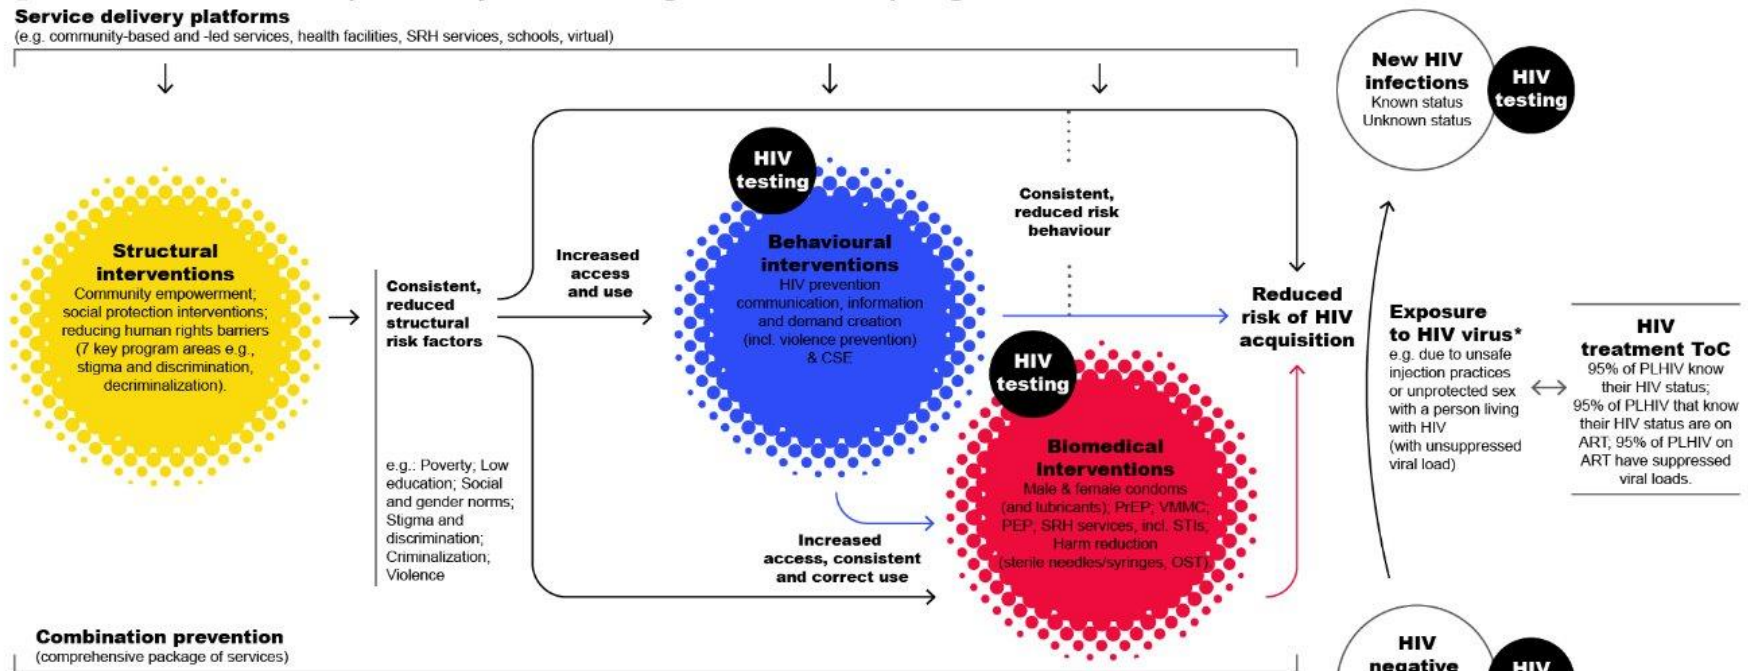 Service delivery platforms
(e.g. community-based and -led services, health facilities, SRH services, schools, virtual)
New HIV
infections
Known status
Unknown status
HIV
testing
HIV
testing
Structural
interventions
Community empowerment;
social protection interventions;
reducing human rights barriers
(7 key program areas e.g.,
stigma and discrimination,
decriminalization).
Consistent,
reduced
structural
risk factors
e.g.: Poverty; Low
education; Social
and gender norms;
Stigma and
discrimination;
Criminalization;
Violence
Increased
access
and use
Behavioural
interventions
HIV prevention
communication, information
and demand creation
(incl. violence prevention)
& CSE
Consistent,
reduced risk
behaviour
Increased
access, consistent
and correct use
HIV
testing
Biomedical
Interventions
Male & female condoms
(and lubricants); PrEP; VMMC;
PEP; SRH services, incl. STIs;
Harm reduction
(sterile needles/syringes, OST)
Reduced
risk of HIV
acquisition
Exposure
to HIV virus*
e.g. due to unsafe
injection practices
or unprotected sex
with a person living
with HIV
(with unsuppressed
viral load)
HIV
treatment ToC
95% of PLHIV know
their HIV status;
95% of PLHIV that know
their HIV status are on
ART; 95% of PLHIV on
ART have suppressed
viral loads.
Combination prevention
(comprehensive package of services)
HIV
negative
HIV